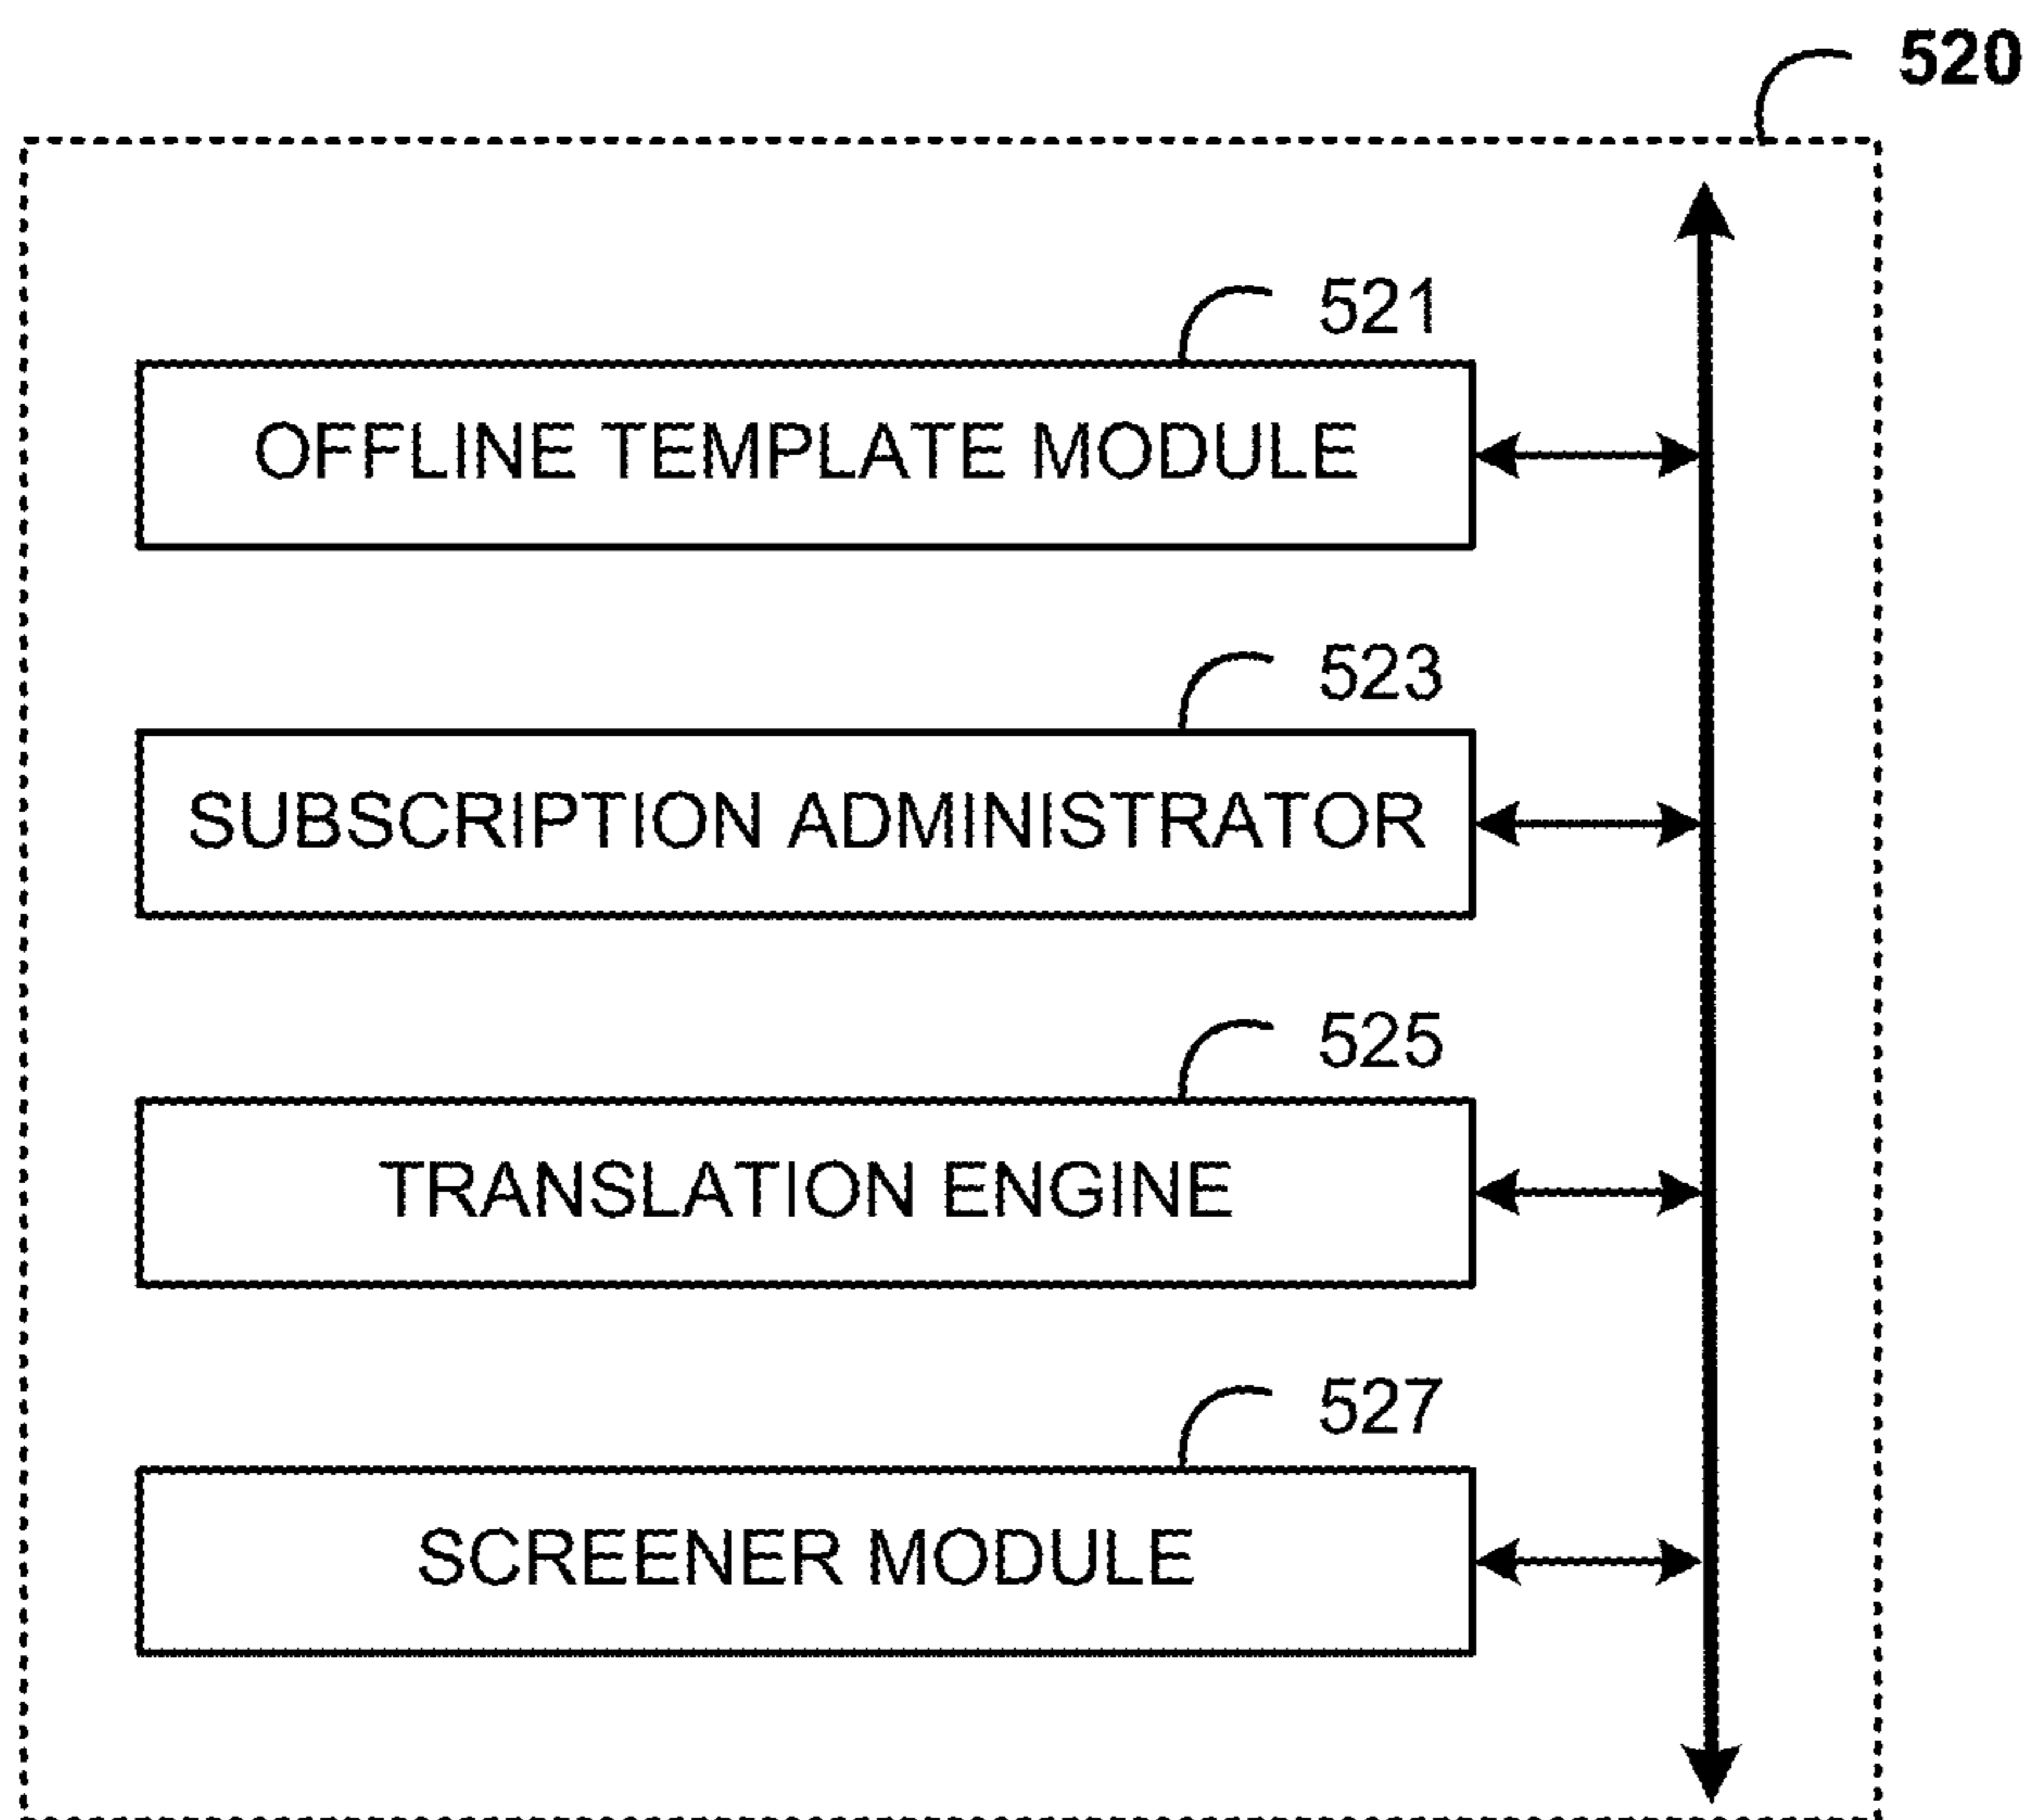 520
521
OFFLINE TEMPLATE MODULE
523
SUBSCRIPTION ADMINISTRATOR
525
TRANSLATION ENGINE
527
SCREENER MODULE